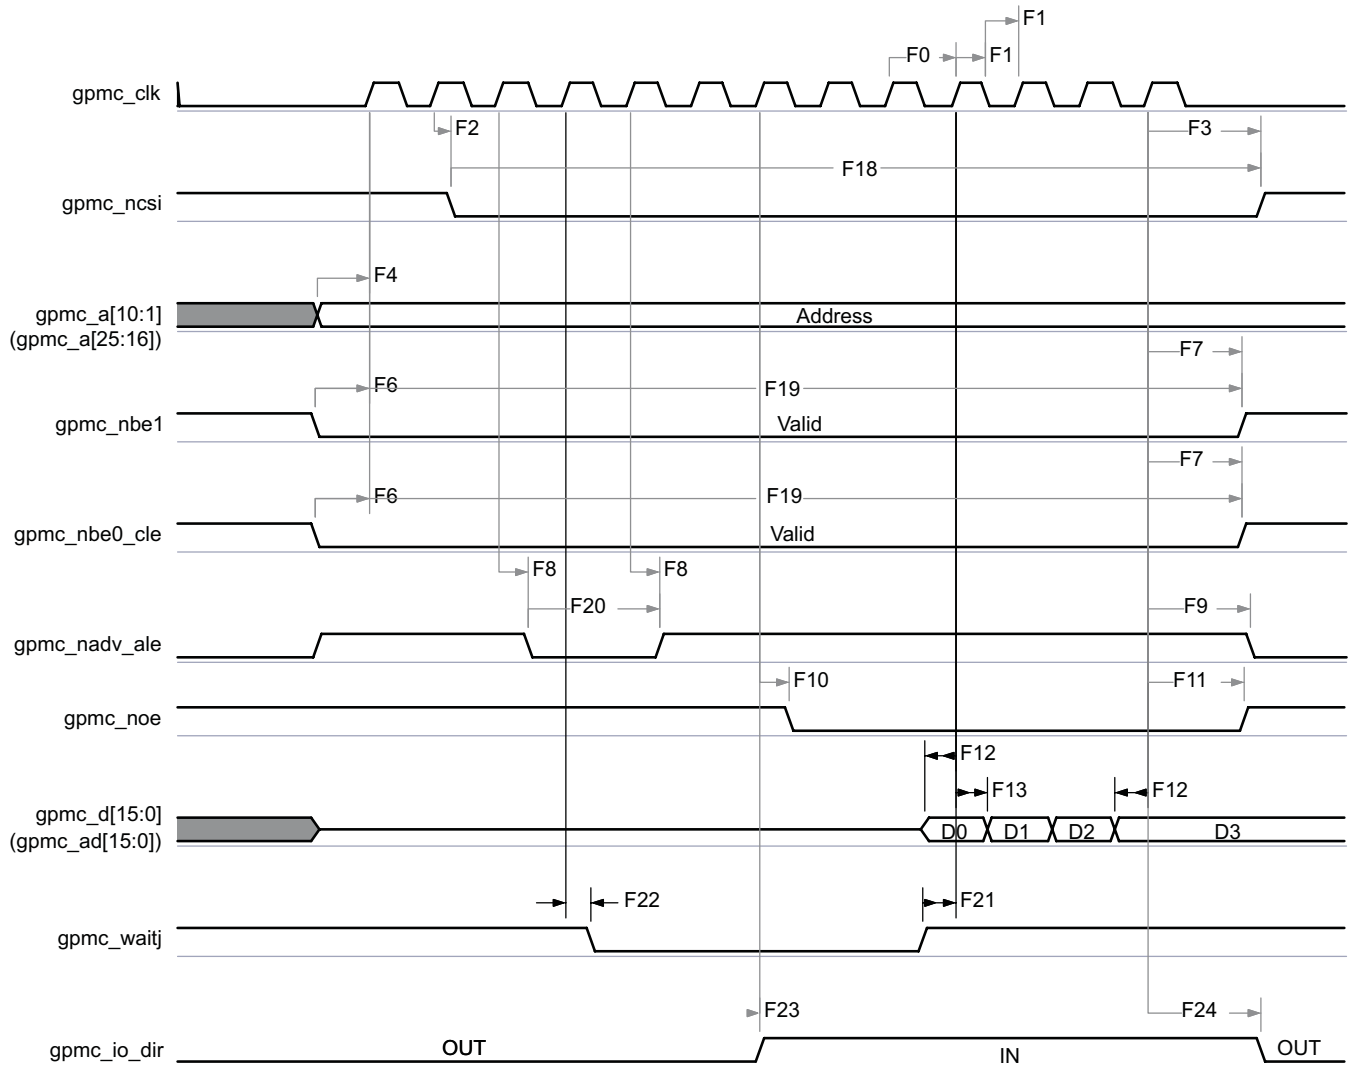 F1
F0
F1
gpmc_clk
F2
F3
F18
gpmc_ncsi
F4
gpmc_a[10:1]
(gpmc_a[25:16])
Address
F7
F6
F19
gpmc_nbe1
Valid
F7
F6
F19
gpmc_nbe0_cle
Valid
F8
F8
F20
F9
gpmc_nadv_ale
F10
F11
gpmc_noe
F12
F13
F12
gpmc_d[15:0]
(gpmc_ad[15:0])
D0
D1
D2
D3
F22
F21
gpmc_waitj
F23
F24
gpmc_io_dir
OUT
IN
OUT